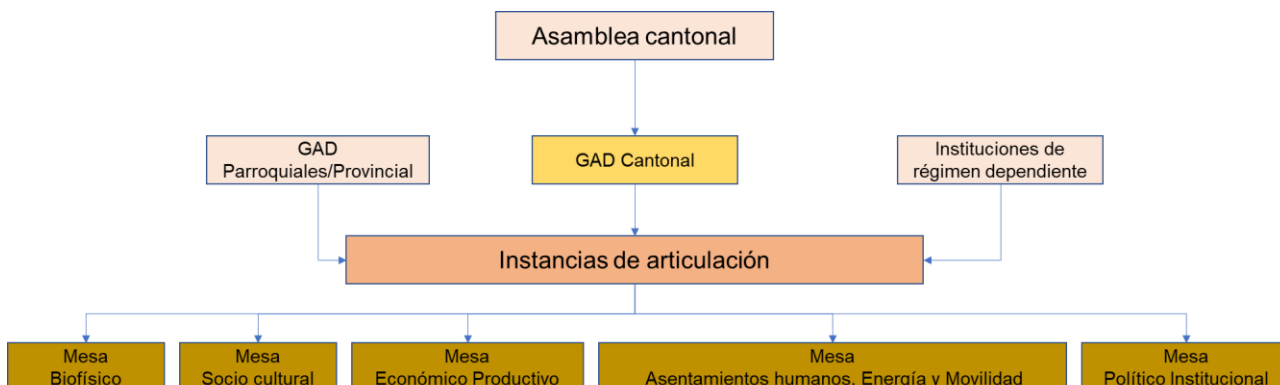 Asamblea cantonal
GAD
Parroquiales/Provincial
GAD Cantonal
Instituciones de
régimen dependiente
Instancias de articulación
Mesa
Biofísico
Mesa
Socio cultural
Mesa
Económico Productivo
Mesa
Asentamientos humanos, Energía y Movilidad
Mesa
Político Institucional